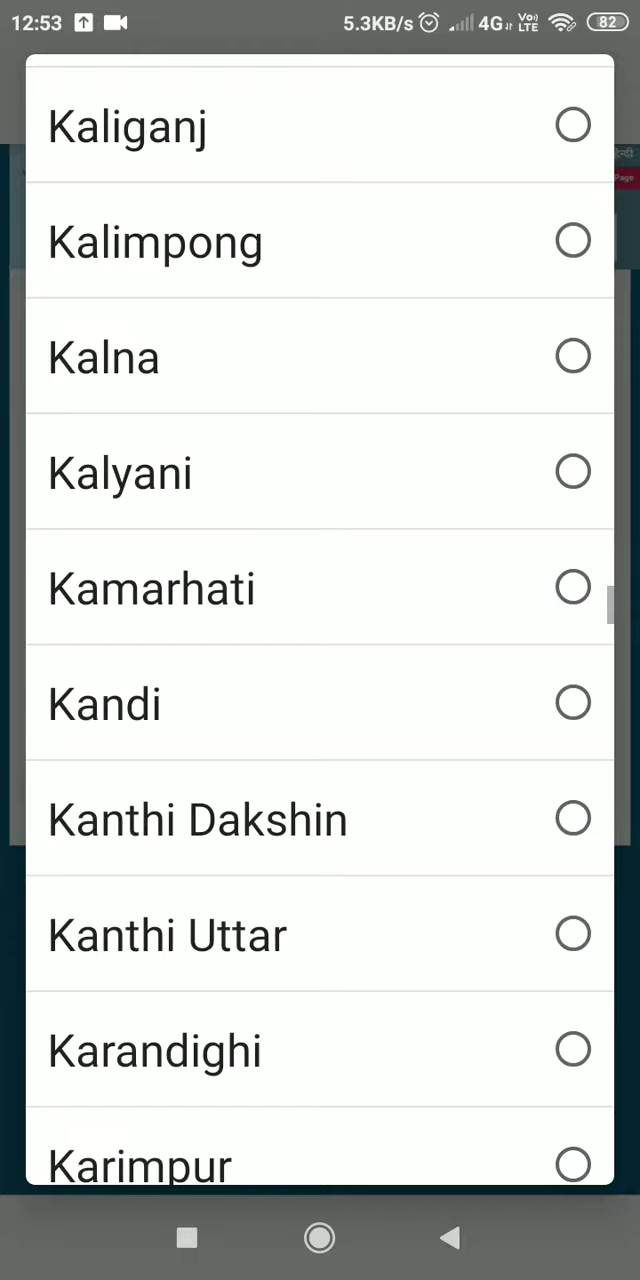 12:53 5.3KB/s 4G Vo) LTE 82
हिन्दी
Page
Kaliganj
Kalimpong
Kalna
Kalyani
Kamarhati
Kandi
Kanthi Dakshin
Kanthi Uttar
Karandighi
Karimpur